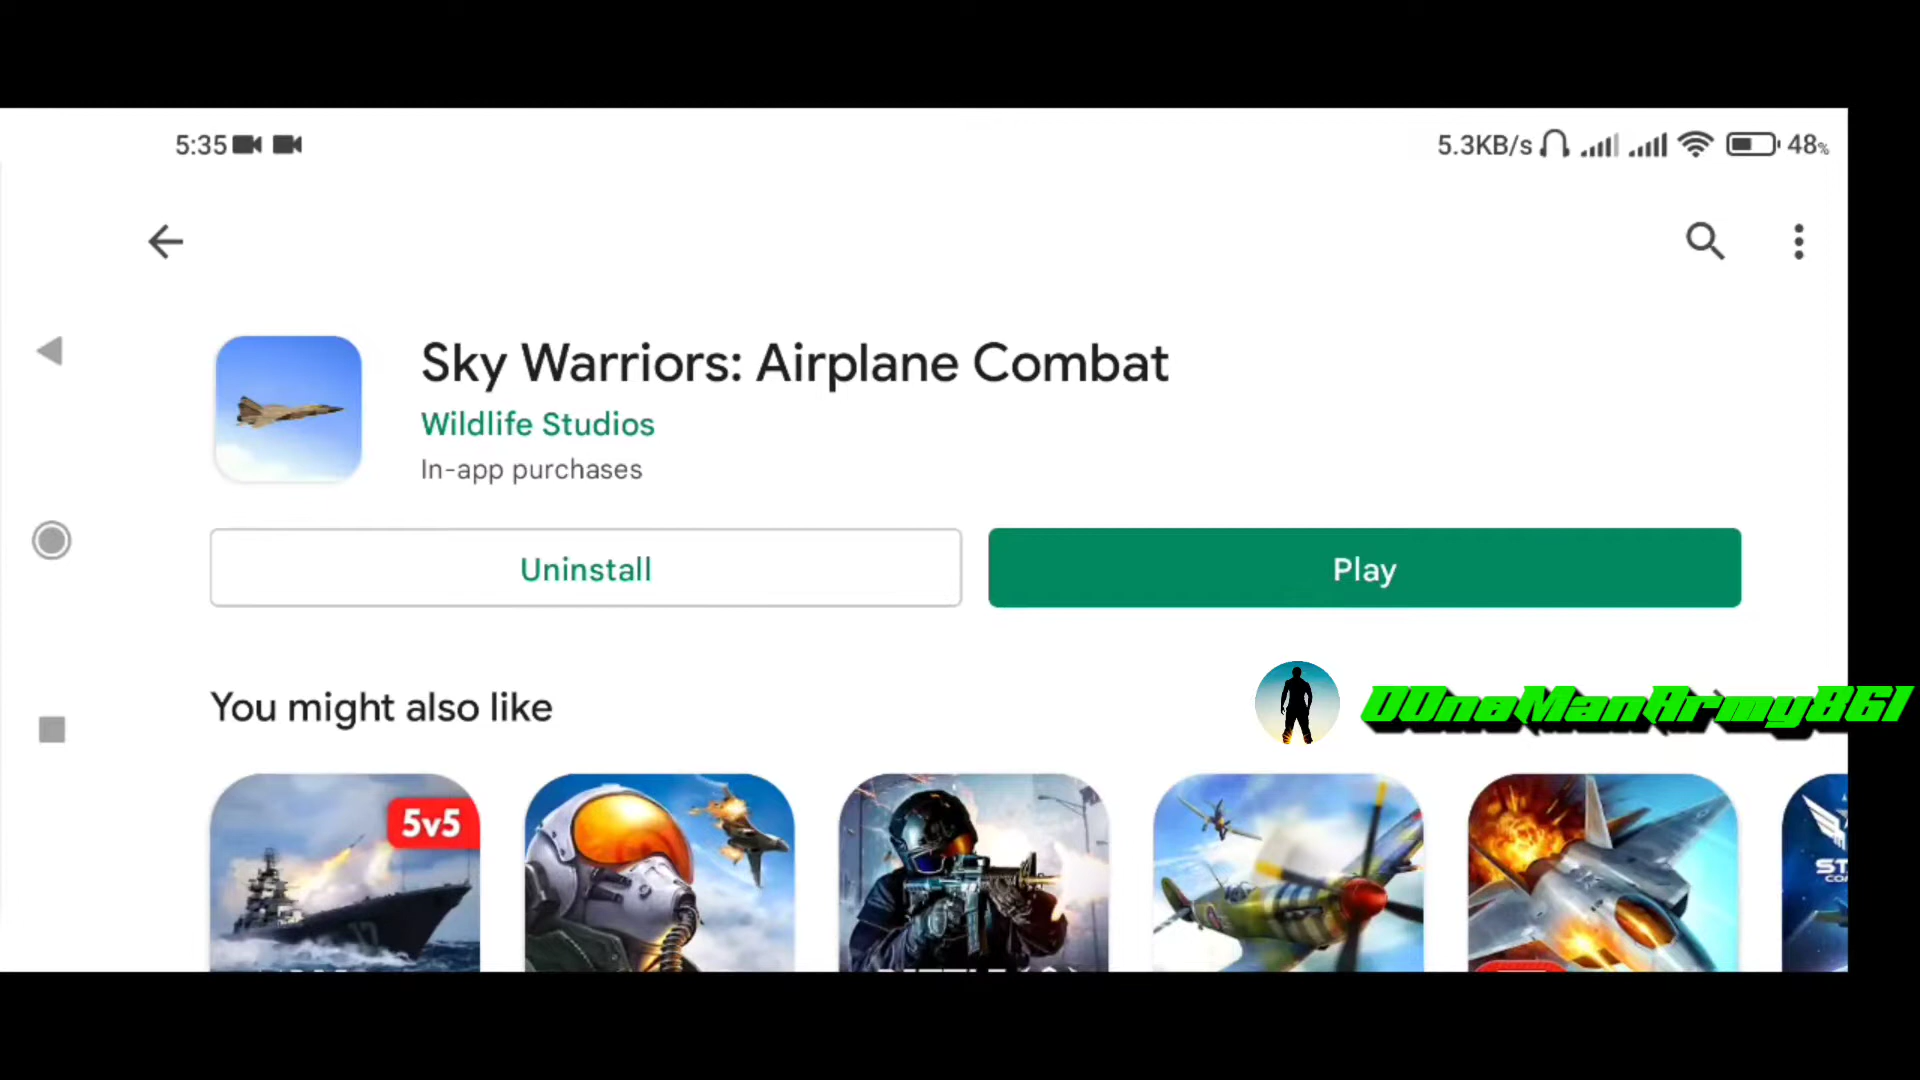 5:35
5.3KB/s 48%
Sky Warriors: Airplane Combat
Wildlife Studios
In-app purchases
Uninstall
Play
You might also like
OOneManArmy861
5v5